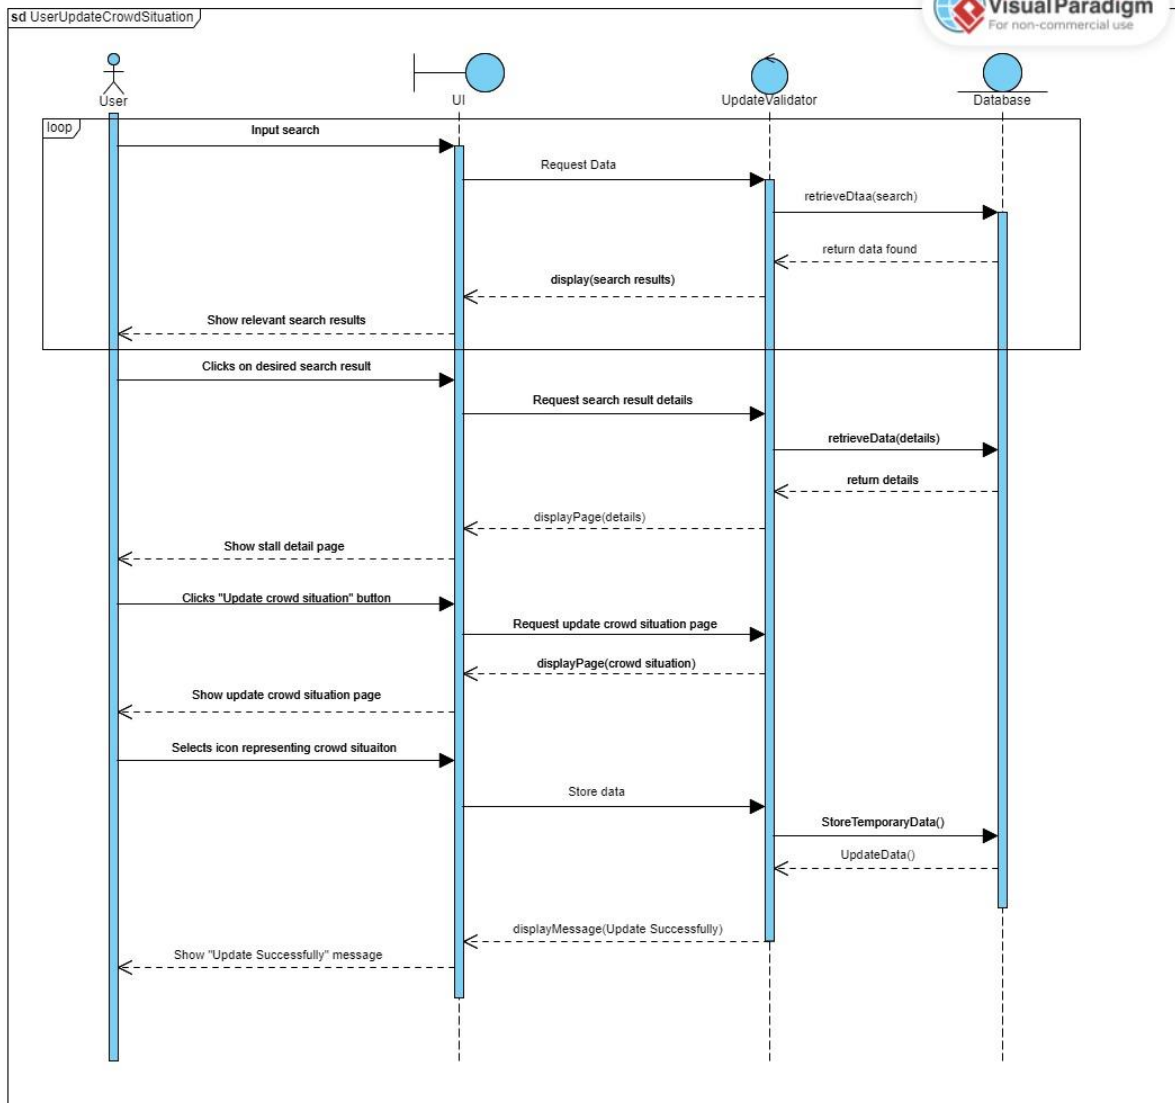 sd UserUpdateCrowdSituation
Visual Paradigm
For non-commercial use
User
UI
UpdateValidator
Database
loop
Input search
Request Data
retrieveDtaa(search)
return data found
display(search results)
Show relevant search results
Clicks on desired search result
Request search result details
retrieveData(details)
return details
displayPage(details)
Show stall detail page
Clicks "Update crowd situation" button
Request update crowd situation page
displayPage(crowd situation)
Show update crowd situation page
Selects icon representing crowd situaiton
Store data
StoreTemporaryData()
UpdateData()
displayMessage(Update Successfully)
Show "Update Successfully" message